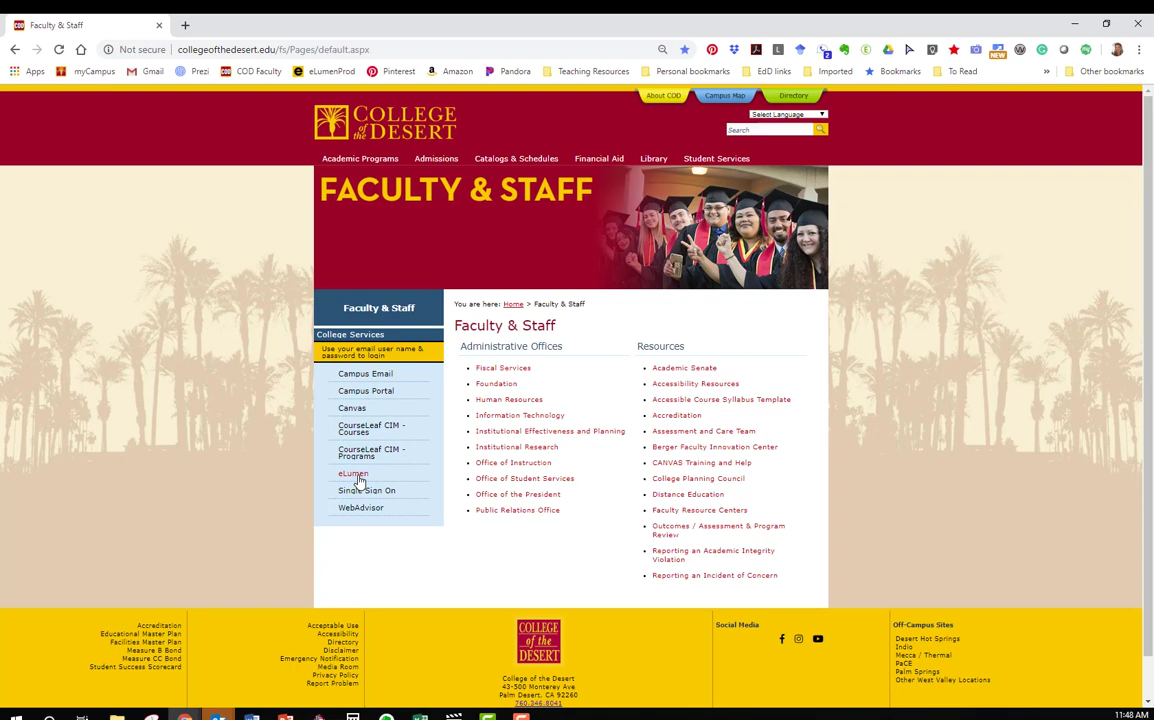 Faculty & Staff
Not secure
collegeofthedesert.edu/fs/Pages/default.aspx
NEW
Apps
myCampus
Gmail
Prezi
COD Faculty
eLumenProd
Pinterest
Amazon
Pandora
Teaching Resources
Personal bookmarks
EdD links
Imported
Bookmarks
To Read
»
Other bookmarks
About COD
Campus Map
Directory
COLLEGE of the DESERT
Select Language
Search
Academic Programs
Admissions
Catalogs & Schedules
Financial Aid
Library
Student Services
FACULTY & STAFF
Faculty & Staff
College Services
Use your email user name &
password to login
Campus Email
Campus Portal
Canvas
CourseLeaf CIM -
Courses
CourseLeaf CIM -
Programs
eLumen
Single Sign On
WebAdvisor
You are here: Home > Faculty & Staff
Faculty & Staff
Administrative Offices
Fiscal Services
Foundation
Human Resources
Information Technology
Institutional Effectiveness and Planning
Institutional Research
Office of Instruction
Office of Student Services
Office of the President
Public Relations Office
Resources
Academic Senate
Accessibility Resources
Accessible Course Syllabus Template
Accreditation
Assessment and Care Team
Berger Faculty Innovation Center
CANVAS Training and Help
College Planning Council
Distance Education
Faculty Resource Centers
Outcomes / Assessment & Program
Review
Reporting an Academic Integrity
Violation
Reporting an Incident of Concern
Accreditation
Educational Master Plan
Facilities Master Plan
Measure B Bond
Measure CC Bond
Student Success Scorecard
Acceptable Use
Accessibility
Directory
Disclaimer
Emergency Notification
Media Room
Privacy Policy
Report Problem
COLLEGE
of the
DESERT
College of the Desert
43-500 Monterey Ave
Palm Desert, CA 92260
760.346.8041
Social Media
Off-Campus Sites
Desert Hot Springs
Indio
Mecca / Thermal
PaCE
Palm Springs
Other West Valley Locations
11:48 AM